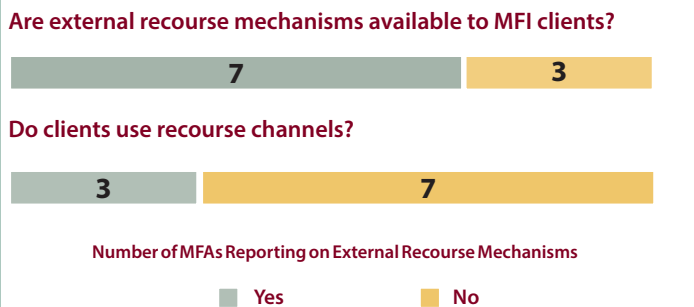 Are external recourse mechanisms available to MFI clients?
7 3
Do clients use recourse channels?
3 7
Number of MFAs Reporting on External Recourse Mechanisms
Yes No